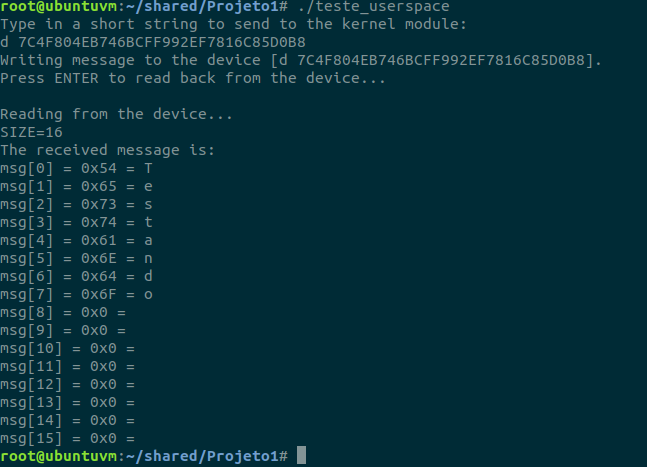 root@ubuntuvm:~/shared/Projeto1# ./teste_userspace
Type in a short string to send to the kernel module:
d 7C4F804EB746BCFF992EF7816C85D0B8
Writing message to the device [d 7C4F804EB746BCFF992EF7816C85D0B8].
Press ENTER to read back from the device...

Reading from the device...
SIZE=16
The received message is:
msg[0] = 0x54 = T
msg[1] = 0x65 = e
msg[2] = 0x73 = s
msg[3] = 0x74 = t
msg[4] = 0x61 = a
msg[5] = 0x6E = n
msg[6] = 0x64 = d
msg[7] = 0x6F = o
msg[8] = 0x0 =
msg[9] = 0x0 =
msg[10] = 0x0 =
msg[11] = 0x0 =
msg[12] = 0x0 =
msg[13] = 0x0 =
msg[14] = 0x0 =
msg[15] = 0x0 =
root@ubuntuvm:~/shared/Projeto1#